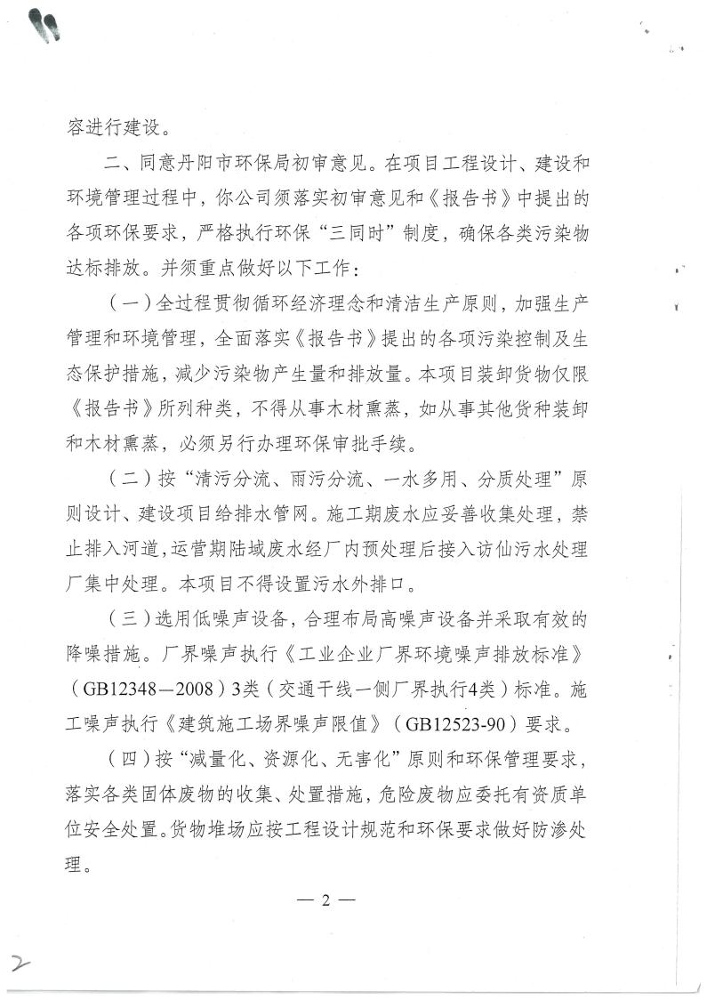 容进行建设。
二、同意丹阳市环保局初审意见。在项目工程设计、建设和
环境管理过程中，你公司须落实初审意见和《报告书》中提出的
各项环保要求，严格执行环保“三同时”制度，确保各类污染物
达标排放。并须重点做好以下工作：
（一）全过程贯彻循环经济理念和清洁生产原则，加强生产
管理和环境管理，全面落实《报告书》提出的各项污染控制及生
态保护措施，减少污染物产生量和排放量。本项目装卸货物仅限
《报告书》所列种类，不得从事木材熏蒸，如从事其他货种装卸
和木材熏蒸，必须另行办理环保审批手续。
（二）按“清污分流、雨污分流、一水多用、分质处理”原
则设计、建设项目给排水管网。施工期废水应妥善收集处理，禁
止排入河道，运营期陆域废水经厂内预处理后接入访仙污水处理
厂集中处理。本项目不得设置污水外排口。
（三）选用低噪声设备，合理布局高噪声设备并采取有效的
降噪措施。厂界噪声执行《工业企业厂界环境噪声排放标准》
（GB12348—2008）3类（交通干线一侧厂界执行4类）标准。施
工噪声执行《建筑施工场界噪声限值》（GB12523-90）要求。
（四）按“减量化、资源化、无害化”原则和环保管理要求，
落实各类固体废物的收集、处置措施，危险废物应委托有资质单
位安全处置。货物堆场应按工程设计规范和环保要求做好防渗处
理。
— 2 —
2